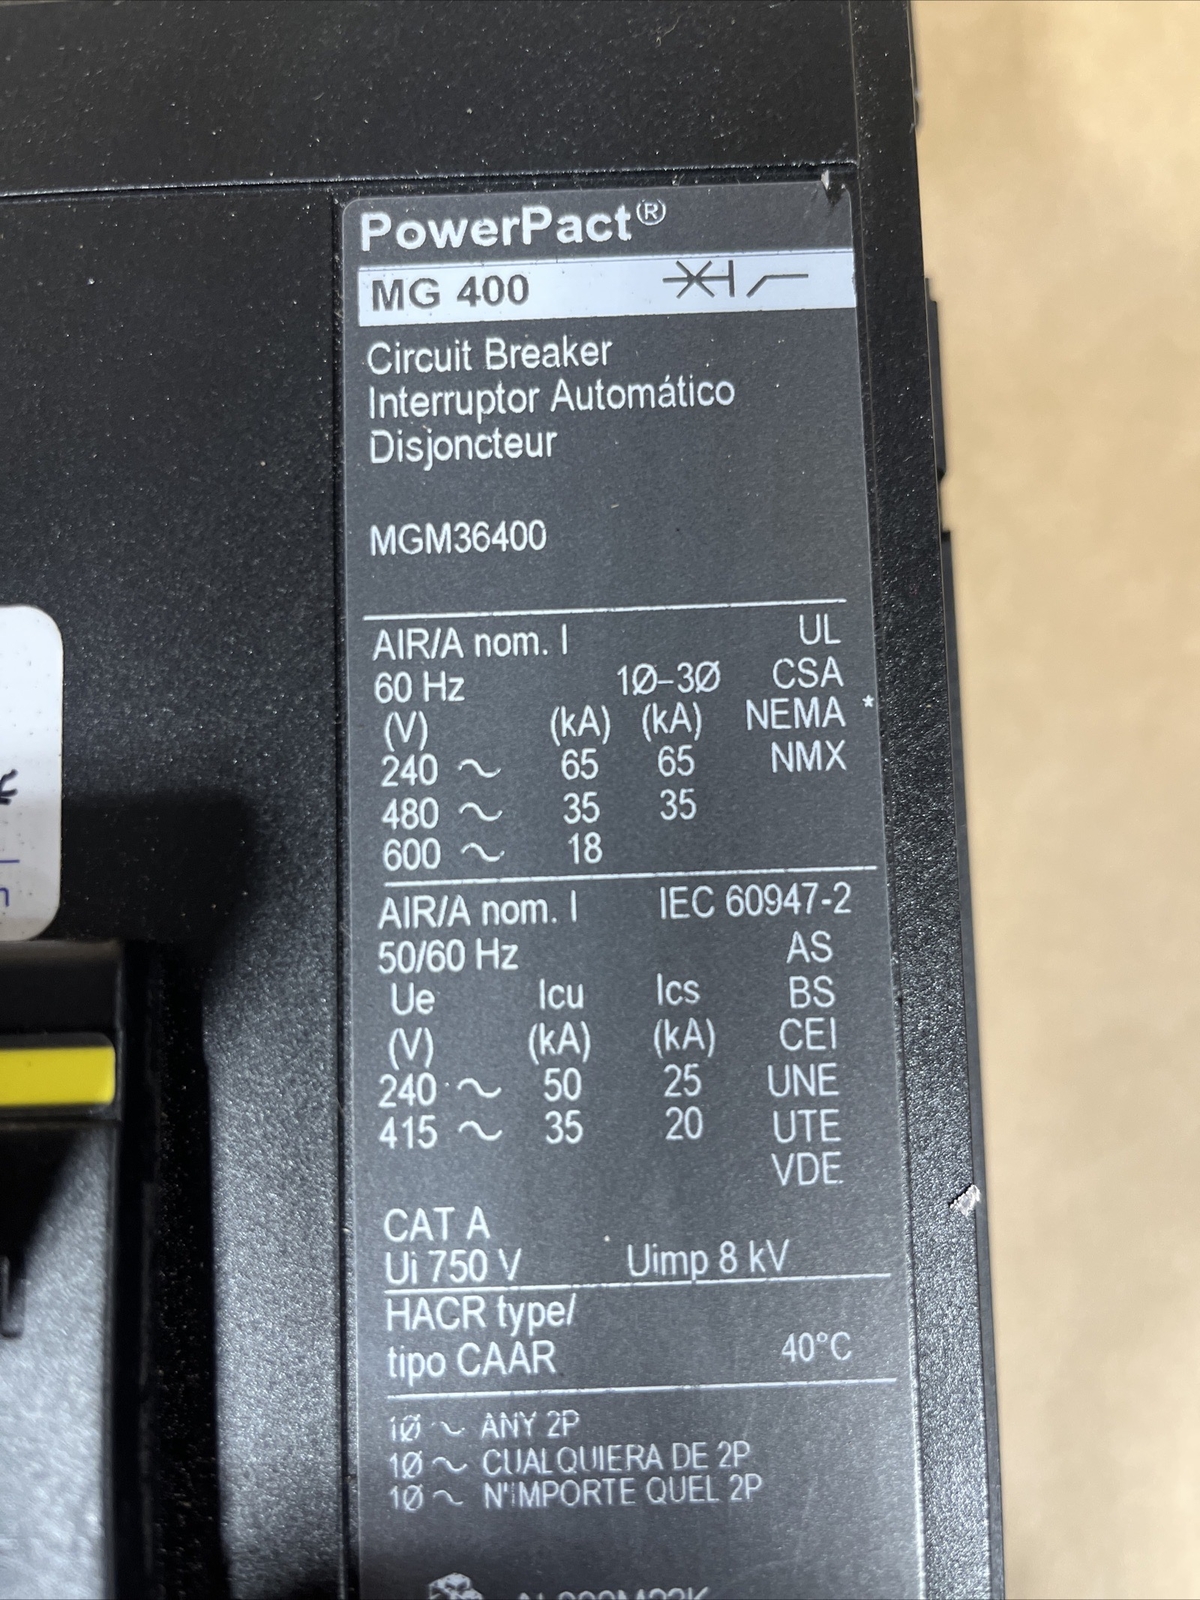 PowerPact®
MG 400
Circuit Breaker
Interruptor Automático
Disjoncteur
MGM36400
AIR/A nom. I UL
60 Hz 1Ø-3Ø CSA
(V) (kA) (kA) NEMA *
240 ~ 65 65 NMX
480 ~ 35 35
600 ~ 18
AIR/A nom. I IEC 60947-2
50/60 Hz AS
Ue Icu Ics BS
(V) (kA) (kA) CEI
240 ~ 50 25 UNE
415 ~ 35 20 UTE
VDE
CAT A
Ui 750 V Uimp 8 kV
HACR type/
tipo CAAR 40°C
1Ø ~ ANY 2P
1Ø ~ CUALQUIERA DE 2P
1Ø ~ N'IMPORTE QUEL 2P